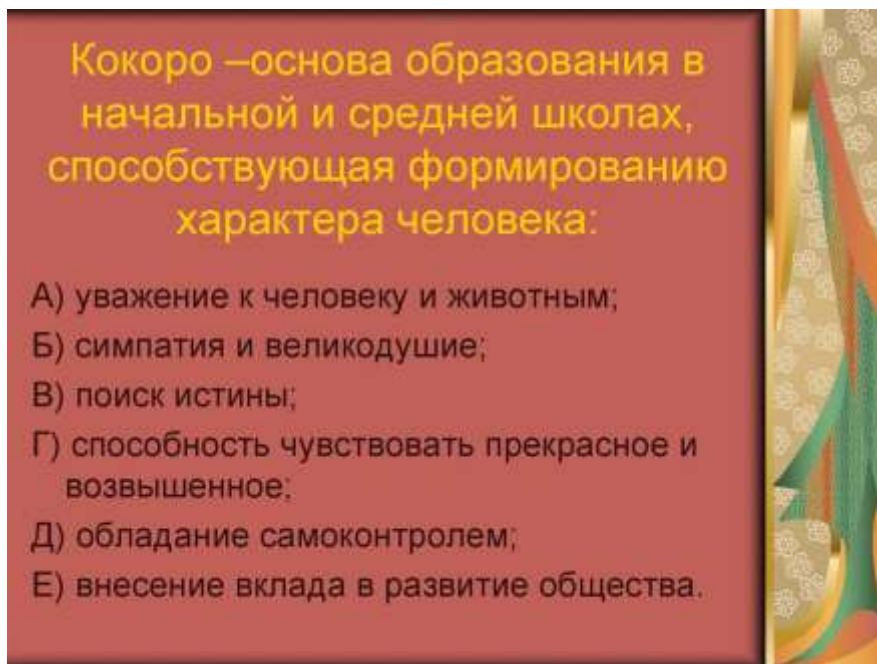 Кокоро –основа образования в
начальной и средней школах,
способствующая формированию
характера человека:
А) уважение к человеку и животным;
Б) симпатия и великодушие;
В) поиск истины;
Г) способность чувствовать прекрасное и
возвышенное;
Д) обладание самоконтролем;
Е) внесение вклада в развитие общества.